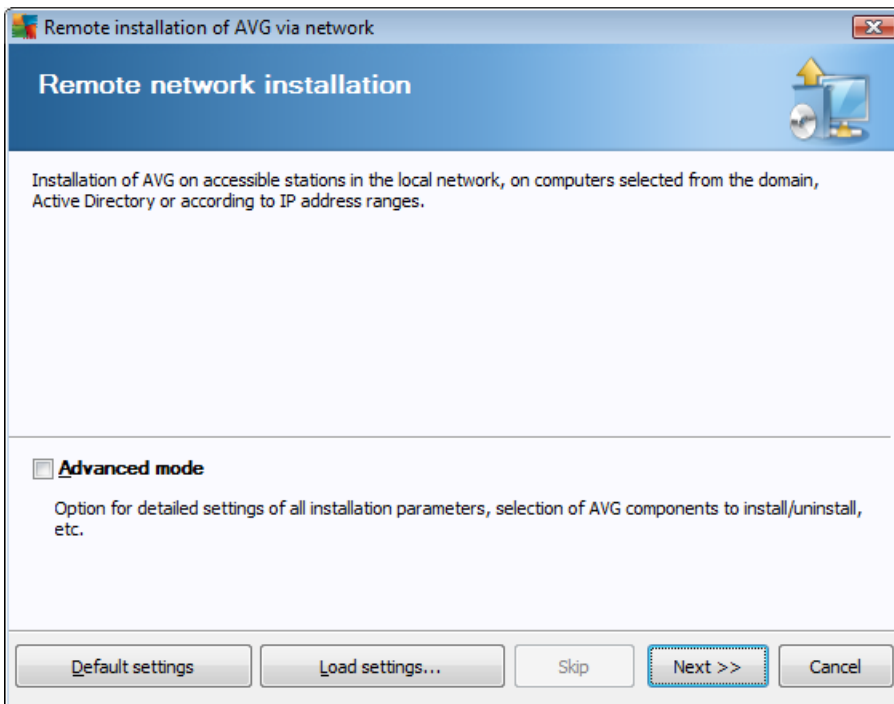 Remote installation of AVG via network
Remote network installation
Installation of AVG on accessible stations in the local network, on computers selected from the domain,
Active Directory or according to IP address ranges.
Advanced mode
Option for detailed settings of all installation parameters, selection of AVG components to install/uninstall,
etc.
Default settings
Load settings...
Skip
Next >>
Cancel